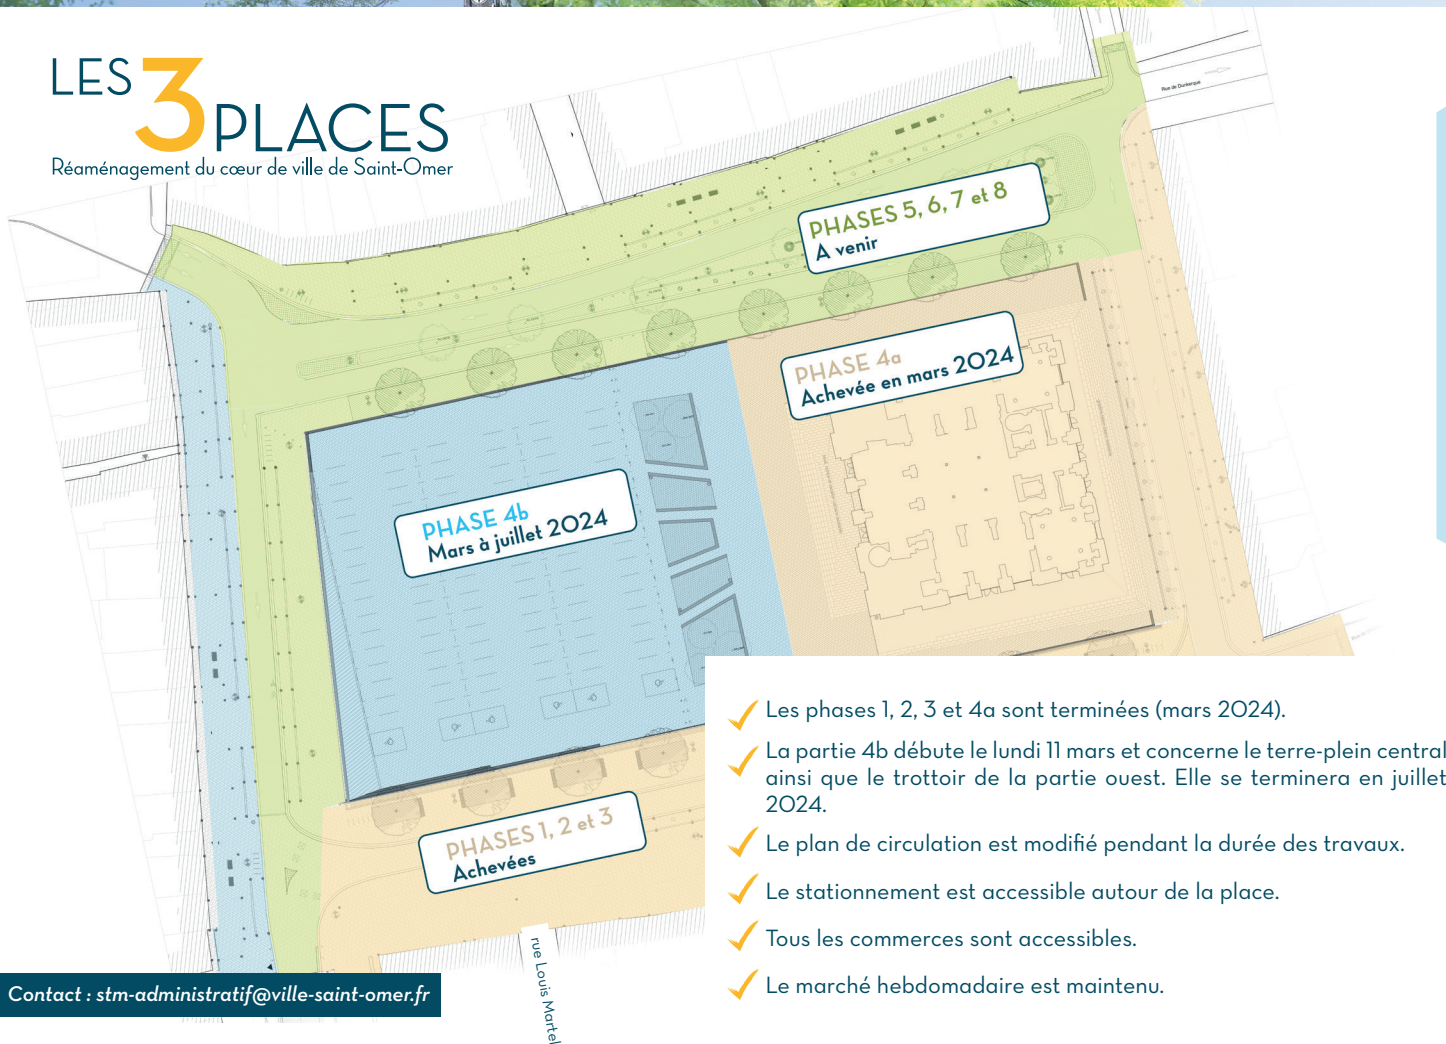 LES 3 PLACES
Réaménagement du cœur de ville de Saint-Omer
Rue de Dunkerque
PHASES 5, 6, 7 et 8
A venir
PHASE 4a
Achevée en mars 2024
PHASE 4b
Mars à juillet 2024
PHASES 1, 2 et 3
Achevées
rue Louis Martel
Les phases 1, 2, 3 et 4a sont terminées (mars 2024).
La partie 4b débute le lundi 11 mars et concerne le terre-plein central
ainsi que le trottoir de la partie ouest. Elle se terminera en juillet
2024.
Le plan de circulation est modifié pendant la durée des travaux.
Le stationnement est accessible autour de la place.
Tous les commerces sont accessibles.
Le marché hebdomadaire est maintenu.
Contact : stm-administratif@ville-saint-omer.fr